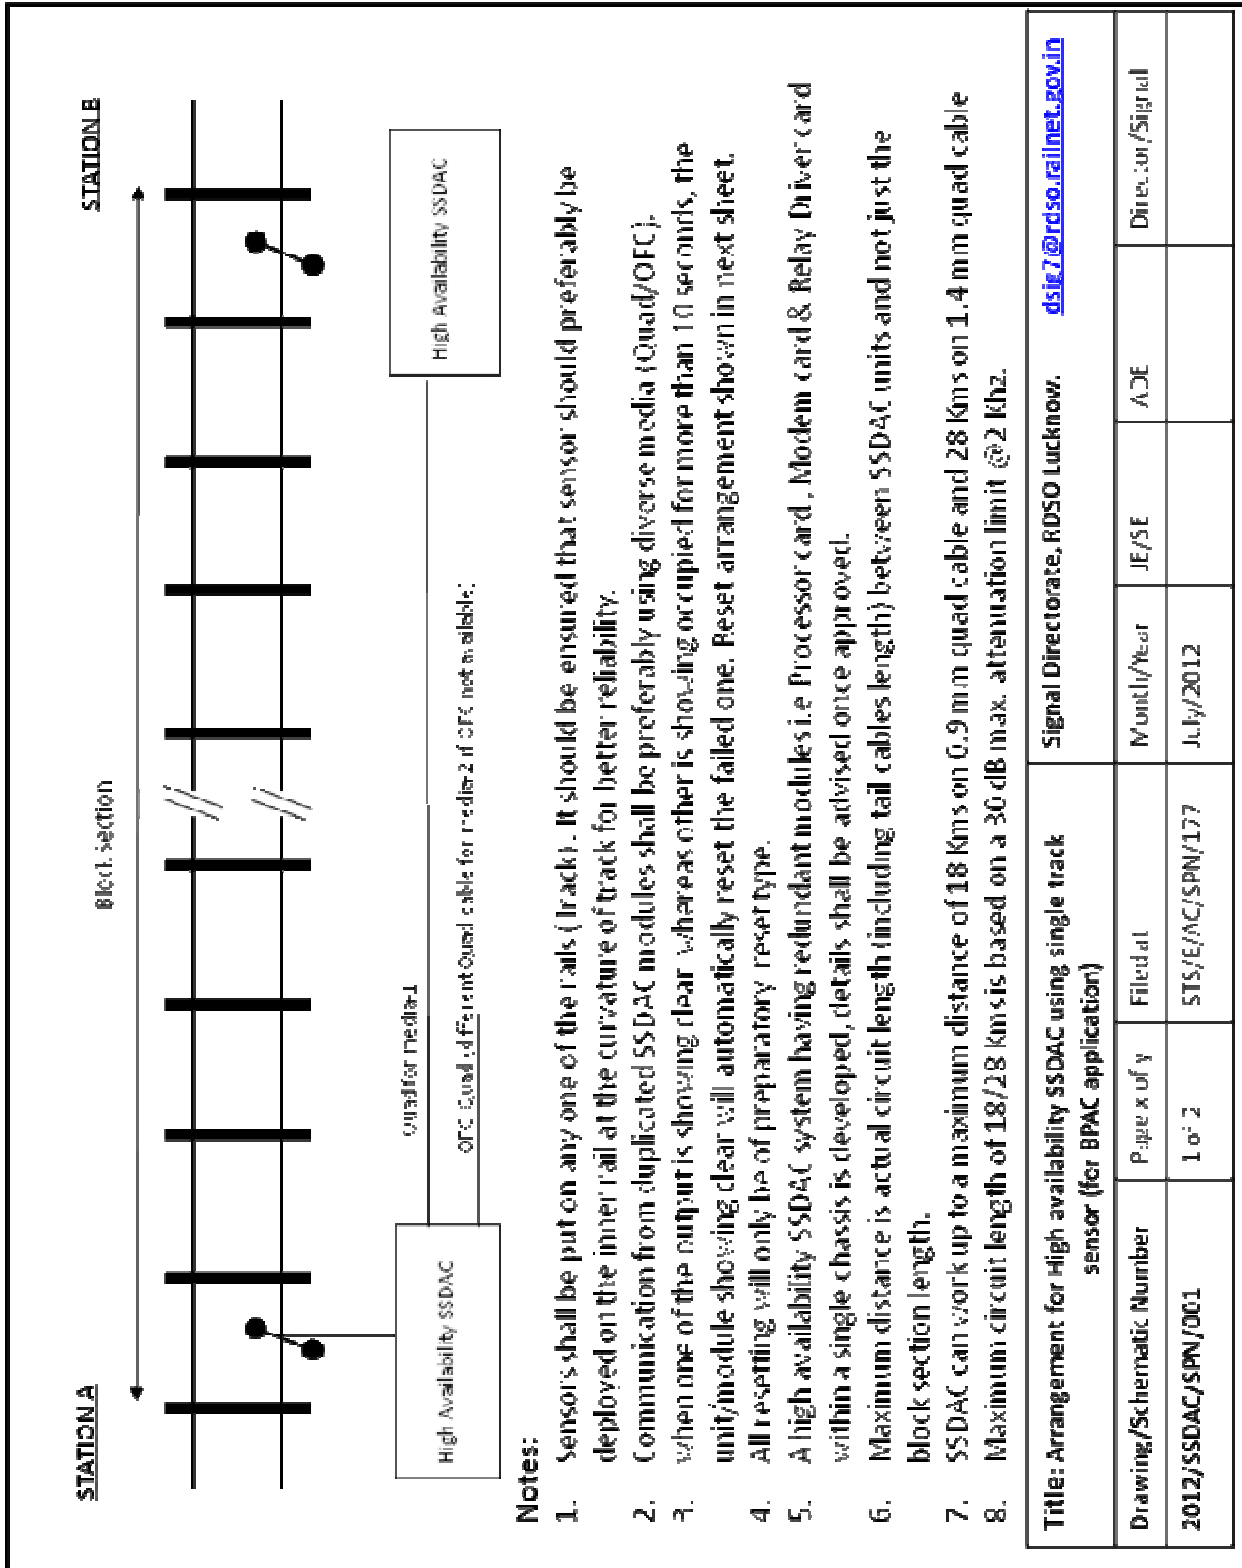 STATION A
STATION B
Block section
Quad for media-1
OFC/Quad (different Quad cable for media-2 if OFC not available.
High Availability SSDAC
High Availability SSDAC
Notes:
1. Sensors shall be put on any one of the rails (Track). It should be ensured that sensor should preferably be
deployed on the inner rail at the curvature of track for better reliability.
2. Communication from duplicated SSDAC modules shall be preferably using diverse media (Quad/OFC).
3. when one of the output is showing clear whereas other is showing occupied for more than 10 seconds, the
unit/module showing clear will automatically reset the failed one. Reset arrangement shown in next sheet.
4. All resetting will only be of preparatory reset type.
5. A high availability SSDAC system having redundant modules i.e Processor card, Modem card & Relay Driver card
within a single chassis is developed, details shall be advised once approved.
6. Maximum distance is actual circuit length (including tail cables length) between SSDAC units and not just the
block section length.
7. SSDAC can work up to a maximum distance of 18 Kms on 0.9 mm quad cable and 28 Kms on 1.4 mm quad cable
8. Maximum circuit length of 18/28 Kms is based on a 30 dB max. attenuation limit @2 Khz.
Title: Arrangement for High availability SSDAC using single track
sensor (for BPAC application)
Signal Directorate, RDSO Lucknow. dsig7@rdso.railnet.gov.in
Drawing/Schematic Number Page x of y Filed at Month/Year JE/SE ADE Director/Signal
2012/SSDAC/SPN/001 1 of 2 STS/E/AC/SPN/177 July/2012